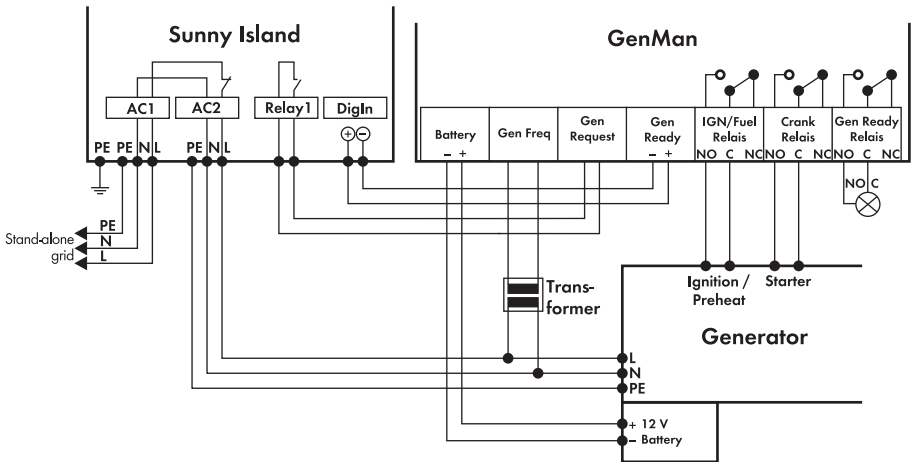 Sunny Island
GenMan
AC1
AC2
Relay1
DigIn
+ −
PE PE N L
PE N L
Battery
− +
Gen Freq
Gen
Request
Gen
Ready
− +
IGN/Fuel
Relais
NO C NC
Crank
Relais
NO C NC
Gen Ready
Relais
NO C NC
NO C
Stand-alone
grid
PE
N
L
Trans-
former
Ignition /
Preheat
Starter
Generator
L
N
PE
+ 12 V
− Battery